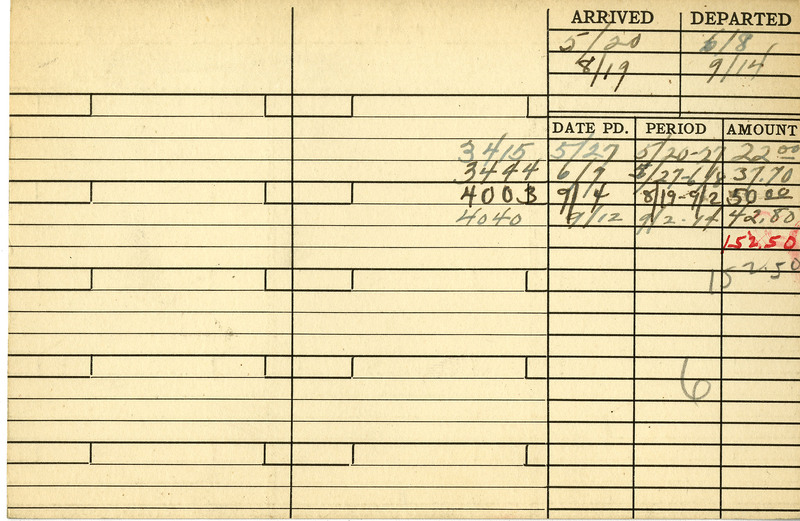 ARRIVED DEPARTED
5/20 6/8
8/19 9/14
DATE PD. PERIOD AMOUNT
3415 5/27 5/20-27 22 00
3444 6/9 5/27-6/8 37.70
4003 9/4 8/19-9/2 50 00
4040 9/12 9/2-14 42.80
152.50
152.50
6